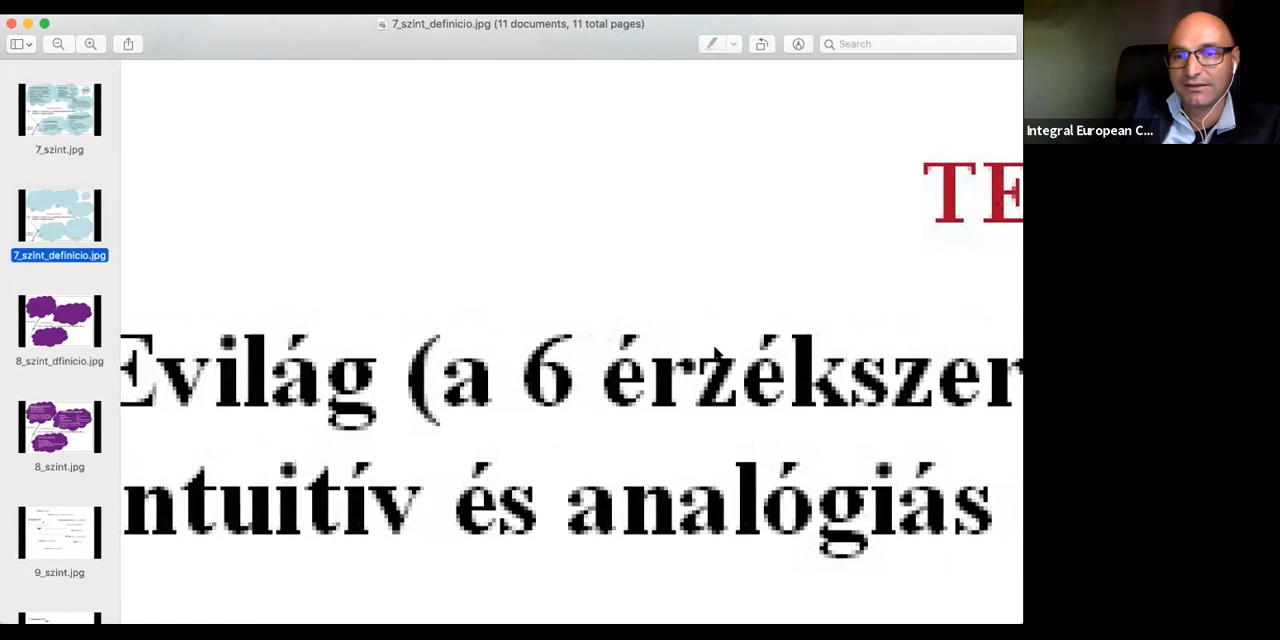 7_szint_definicio.jpg (11 documents, 11 total pages)
Search
7_szint.jpg
7_szint_definicio.jpg
8_szint_dfinicio.jpg
8_szint.jpg
9_szint.jpg
TE
Evilág (a 6 érzékszer
ntuitív és analógiás
Integral European C...